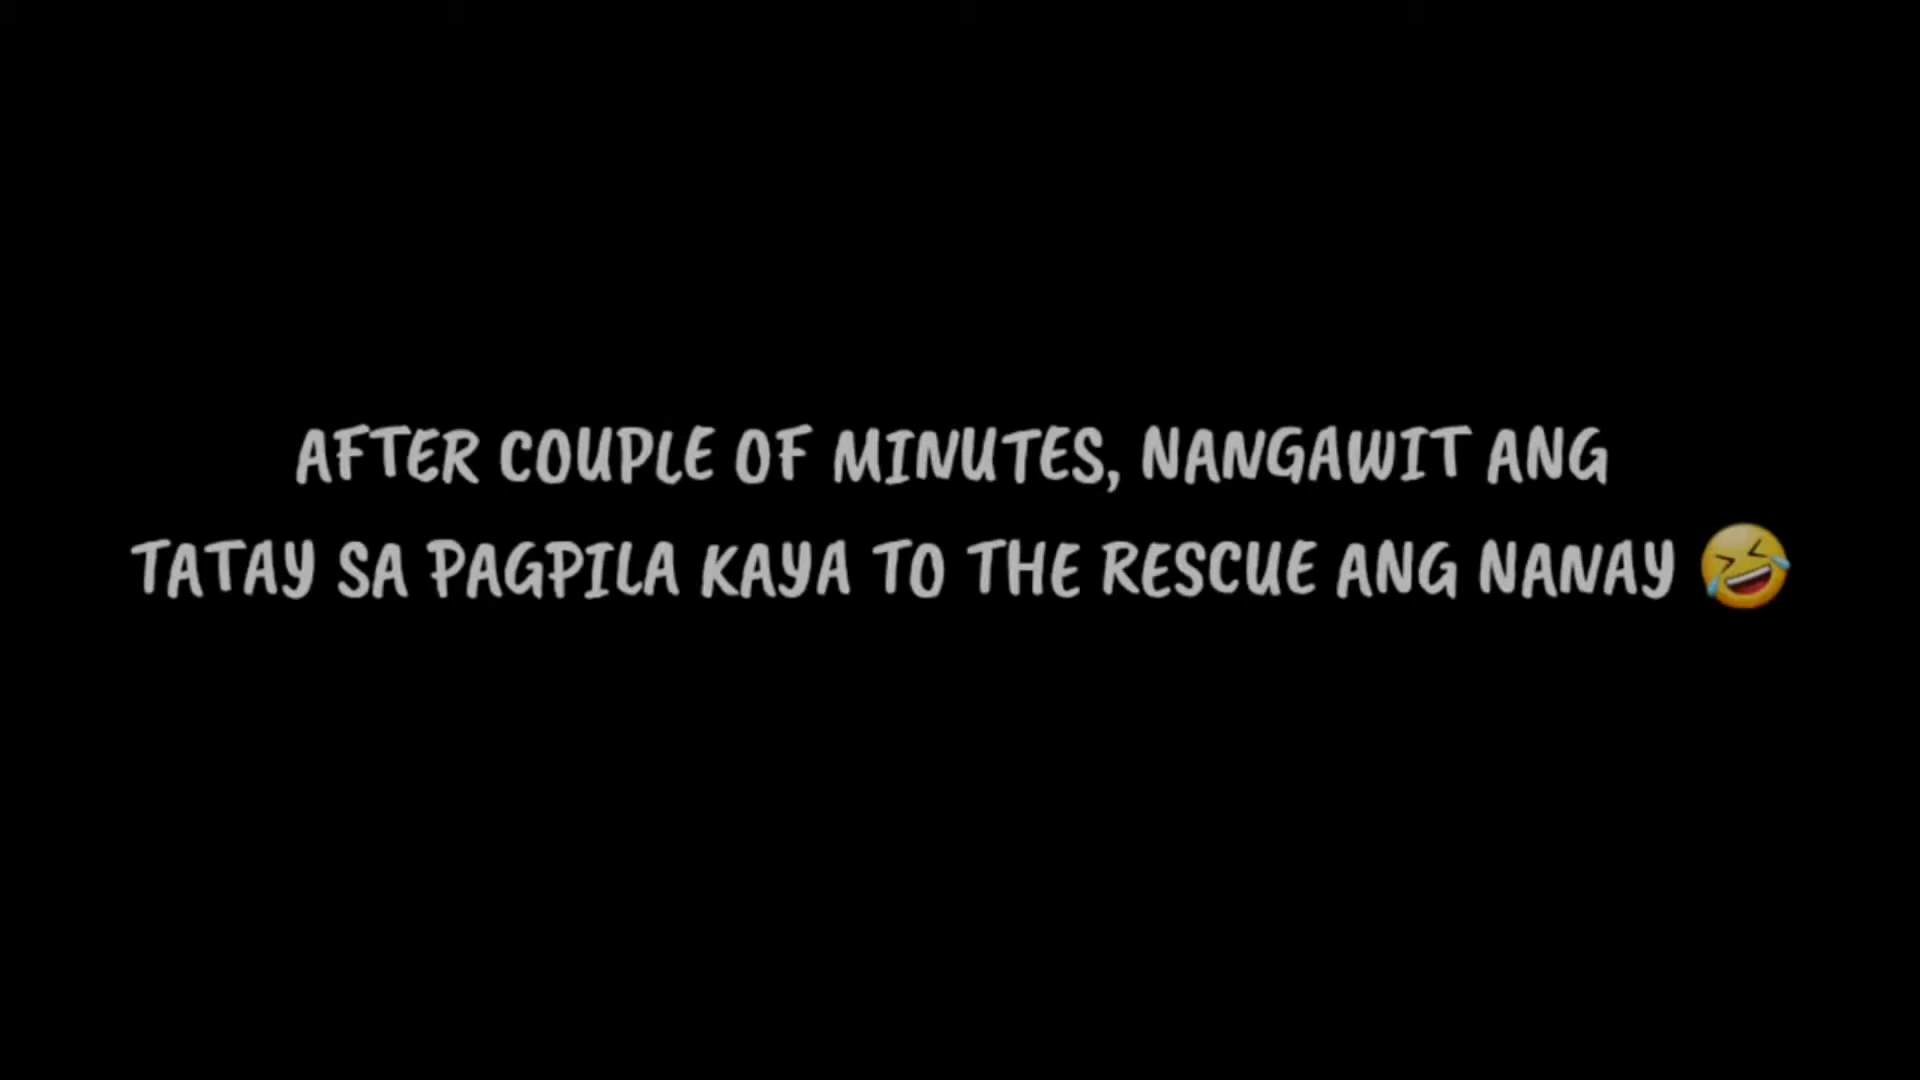 AFTER COUPLE OF MINUTES, NANGAWIT ANG
TATAY SA PAGPILA KAYA TO THE RESCUE ANG NANAY 🤣